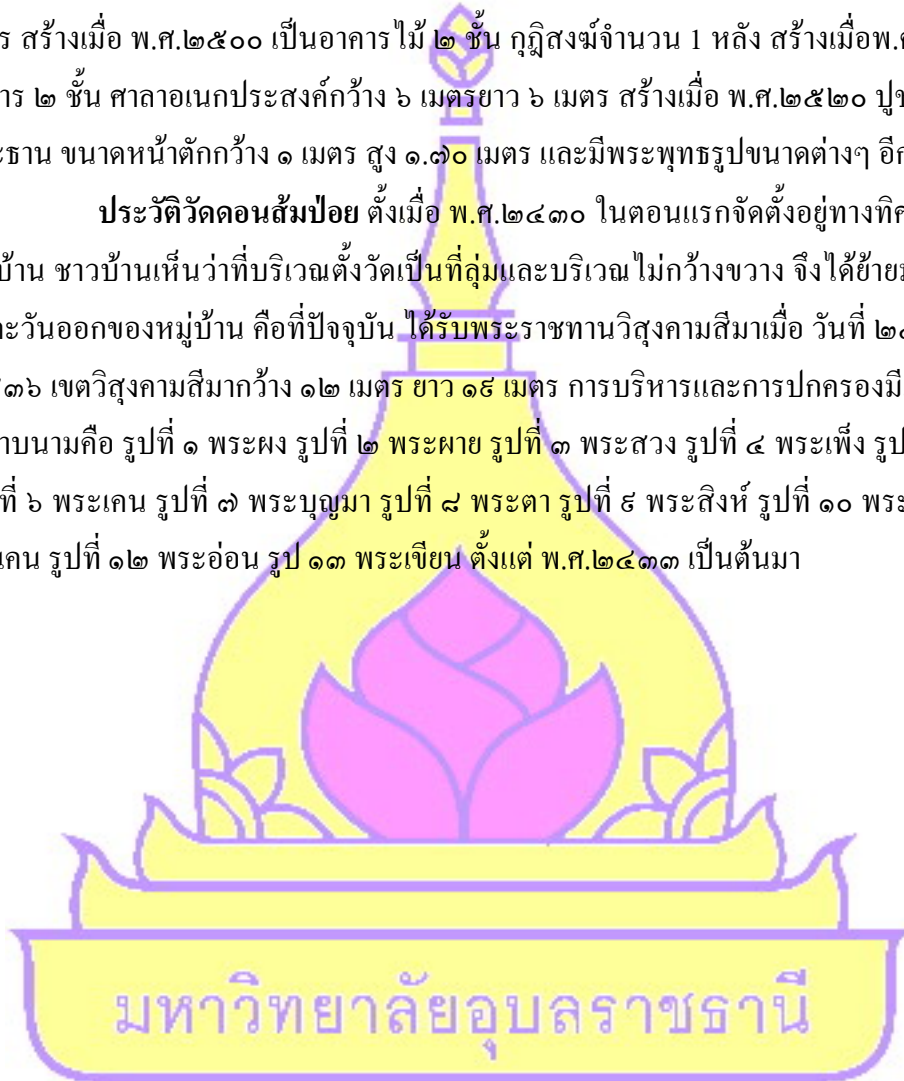 ร สร้างเมื่อ พ.ศ.๒๕๐๐ เป็นอาคารไม้ ๒ ชั้น กุฎิสงฆ์จำนวน 1 หลัง สร้างเมื่อพ.ศ
าร ๒ ชั้น ศาลาอเนกประสงค์กว้าง ๖ เมตรยาว ๖ เมตร สร้างเมื่อ พ.ศ.๒๕๒๐ ปูช
ะธาน ขนาดหน้าตักกว้าง ๑ เมตร สูง ๑.๗๐ เมตร และมีพระพุทธรูปขนาดต่างๆ อีก
ประวัติวัดดอนส้มป่อย ตั้งเมื่อ พ.ศ.๒๔๓๐ ในตอนแรกจัดตั้งอยู่ทางทิศ
บ้าน ชาวบ้านเห็นว่าที่บริเวณตั้งวัดเป็นที่ลุ่มและบริเวณไม่กว้างขวาง จึงได้ย้ายม
ะวันออกของหมู่บ้าน คือที่ปัจจุบัน ได้รับพระราชทานวิสุงคามสีมาเมื่อ วันที่ ๒
๓๖ เขตวิสุงคามสีมากว้าง ๑๒ เมตร ยาว ๑๙ เมตร การบริหารและการปกครองมี
าบนามคือ รูปที่ ๑ พระผง รูปที่ ๒ พระผาย รูปที่ ๓ พระสวง รูปที่ ๔ พระเพ็ง รูป
ที่ ๖ พระเคน รูปที่ ๗ พระบุญมา รูปที่ ๘ พระตา รูปที่ ๙ พระสิงห์ รูปที่ ๑๐ พระ
คน รูปที่ ๑๒ พระอ่อน รูป ๑๓ พระเขียน ตั้งแต่ พ.ศ.๒๔๓๓ เป็นต้นมา
มหาวิทยาลัยอุบลราชธานี